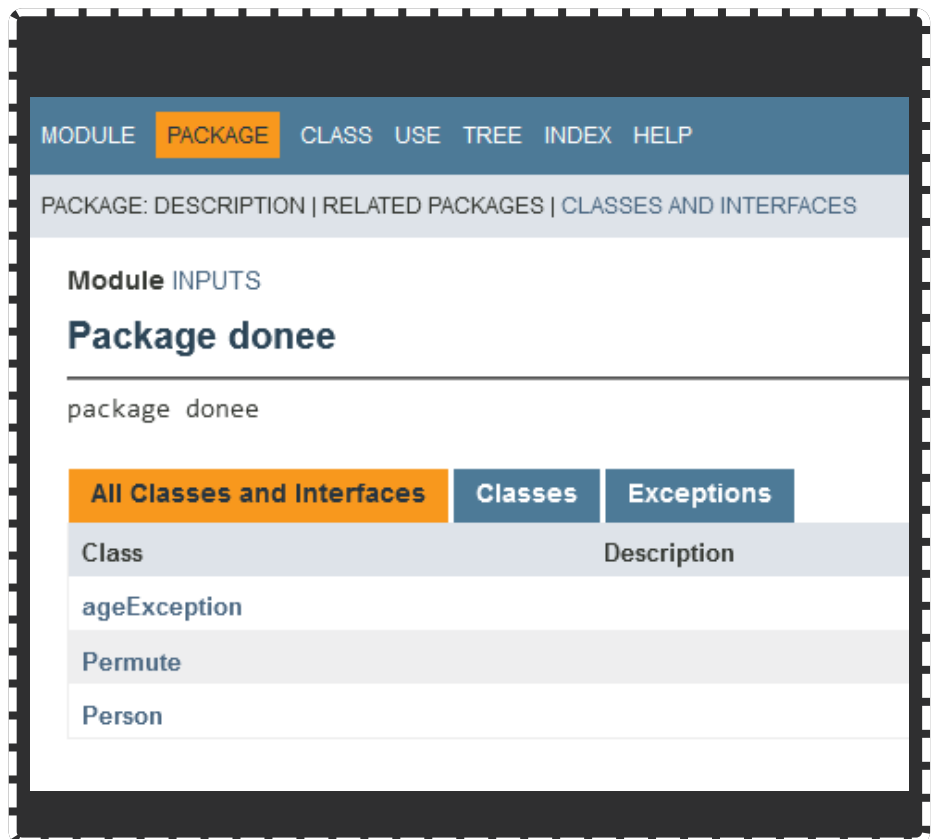 MODULE PACKAGE CLASS USE TREE INDEX HELP
PACKAGE: DESCRIPTION | RELATED PACKAGES | CLASSES AND INTERFACES
Module INPUTS
Package donee
package donee
All Classes and Interfaces Classes Exceptions
Class Description
ageException
Permute
Person